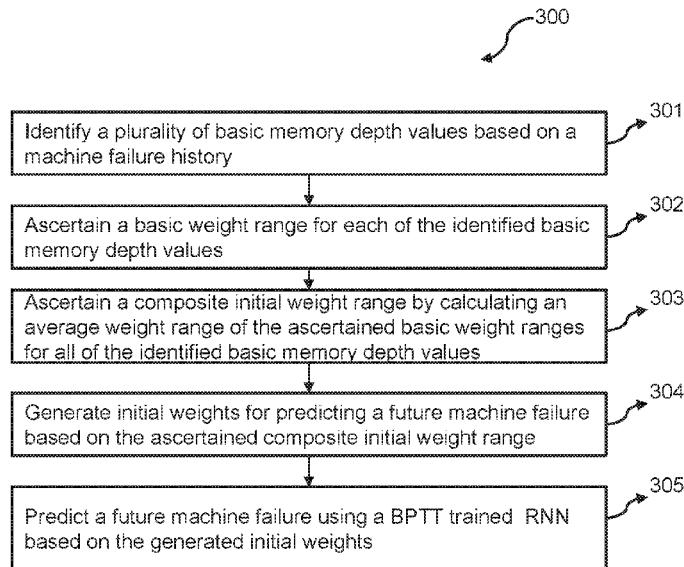 300
301
Identify a plurality of basic memory depth values based on a
machine failure history
302
Ascertain a basic weight range for each of the identified basic
memory depth values
303
Ascertain a composite initial weight range by calculating an
average weight range of the ascertained basic weight ranges
for all of the identified basic memory depth values
304
Generate initial weights for predicting a future machine failure
based on the ascertained composite initial weight range
305
Predict a future machine failure using a BPTT trained RNN
based on the generated initial weights